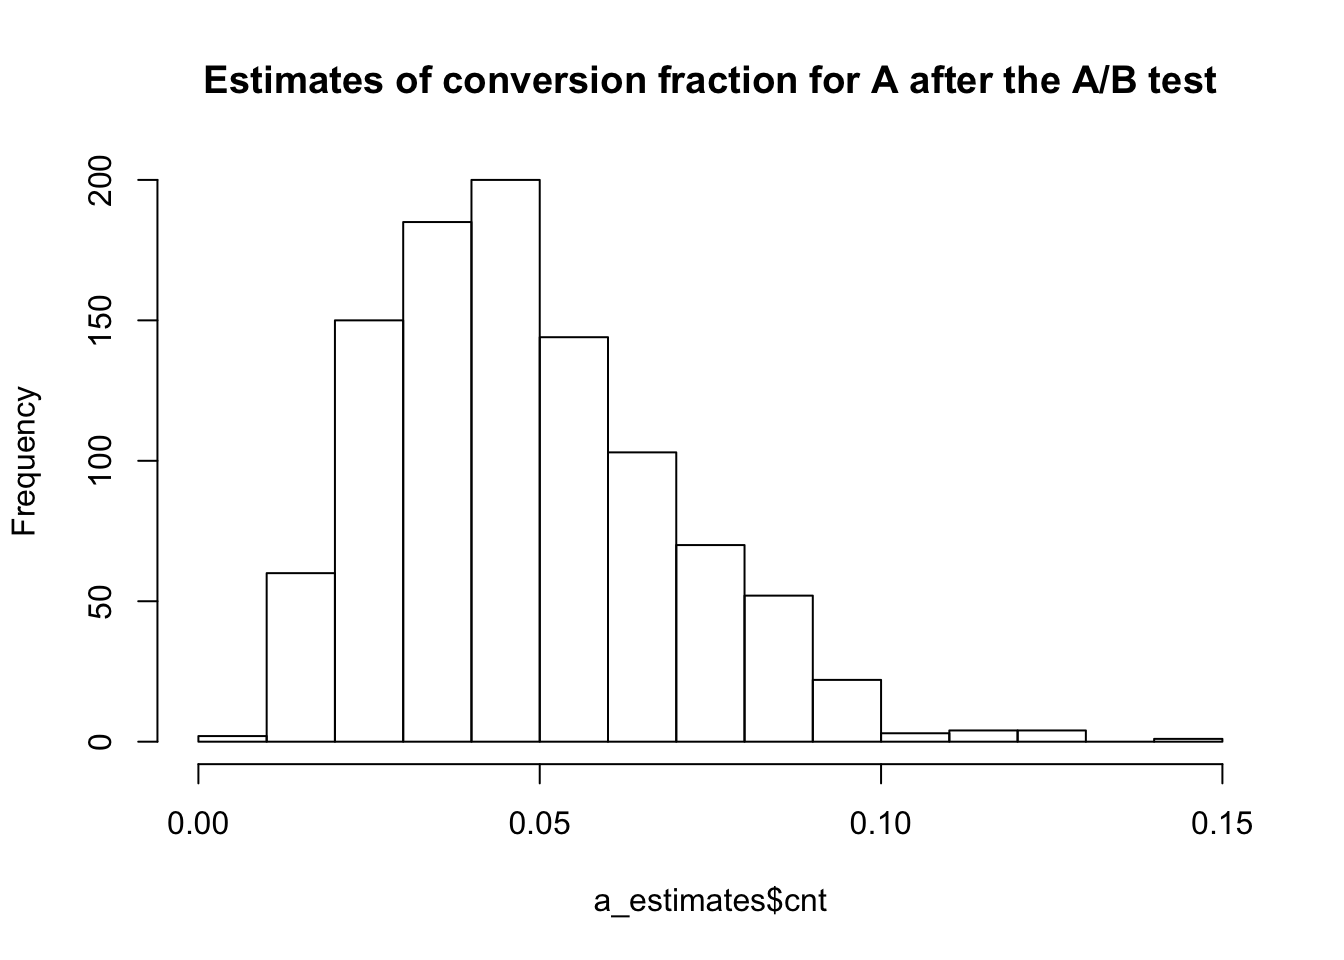 Estimates of conversion fraction for A after the A/B test
Frequency
200
150
100
50
0
0.00 0.05 0.10 0.15
a_estimates$cnt